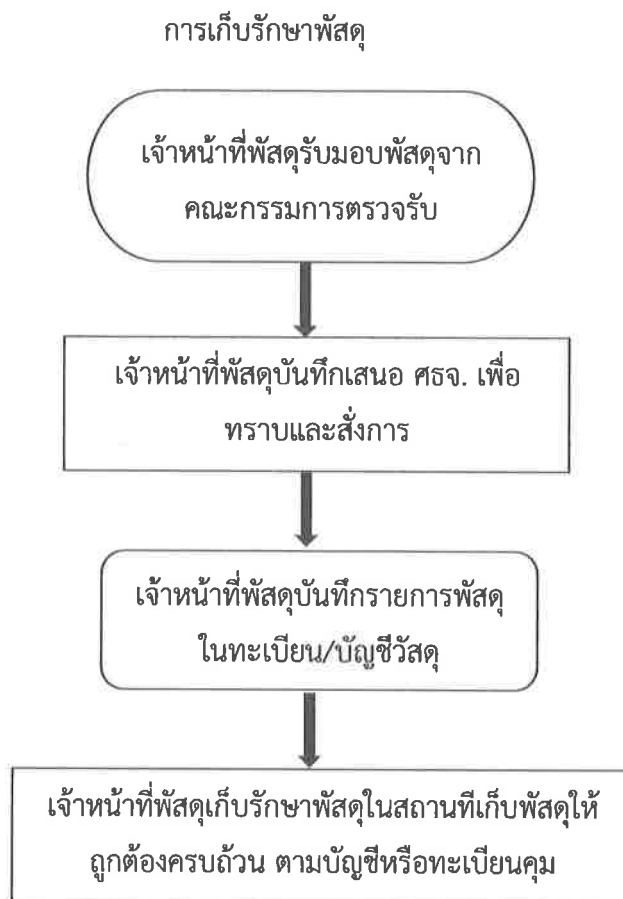 การเก็บรักษาพัสดุ
เจ้าหน้าที่พัสดุรับมอบพัสดุจาก
คณะกรรมการตรวจรับ
เจ้าหน้าที่พัสดุบันทึกเสนอ ศธจ. เพื่อ
ทราบและสั่งการ
เจ้าหน้าที่พัสดุบันทึกรายการพัสดุ
ในทะเบียน/บัญชีวัสดุ
เจ้าหน้าที่พัสดุเก็บรักษาพัสดุในสถานที่เก็บพัสดุให้
ถูกต้องครบถ้วน ตามบัญชีหรือทะเบียนคุม